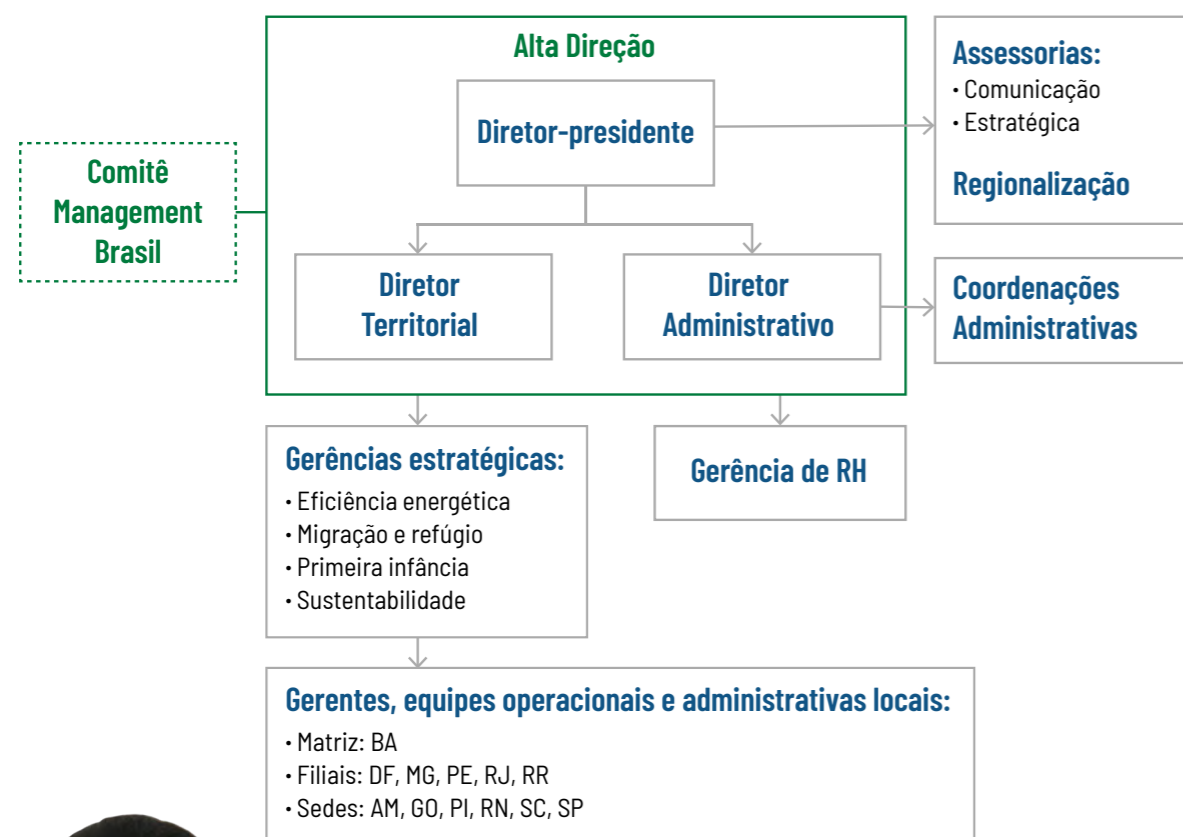 Alta Direção
Diretor-presidente
Assessorias:
• Comunicação
• Estratégica
Regionalização
Comitê
Management
Brasil
Diretor
Territorial
Diretor
Administrativo
Coordenações
Administrativas
Gerências estratégicas:
• Eficiência energética
• Migração e refúgio
• Primeira infância
• Sustentabilidade
Gerência de RH
Gerentes, equipes operacionais e administrativas locais:
• Matriz: BA
• Filiais: DF, MG, PE, RJ, RR
• Sedes: AM, GO, PI, RN, SC, SP